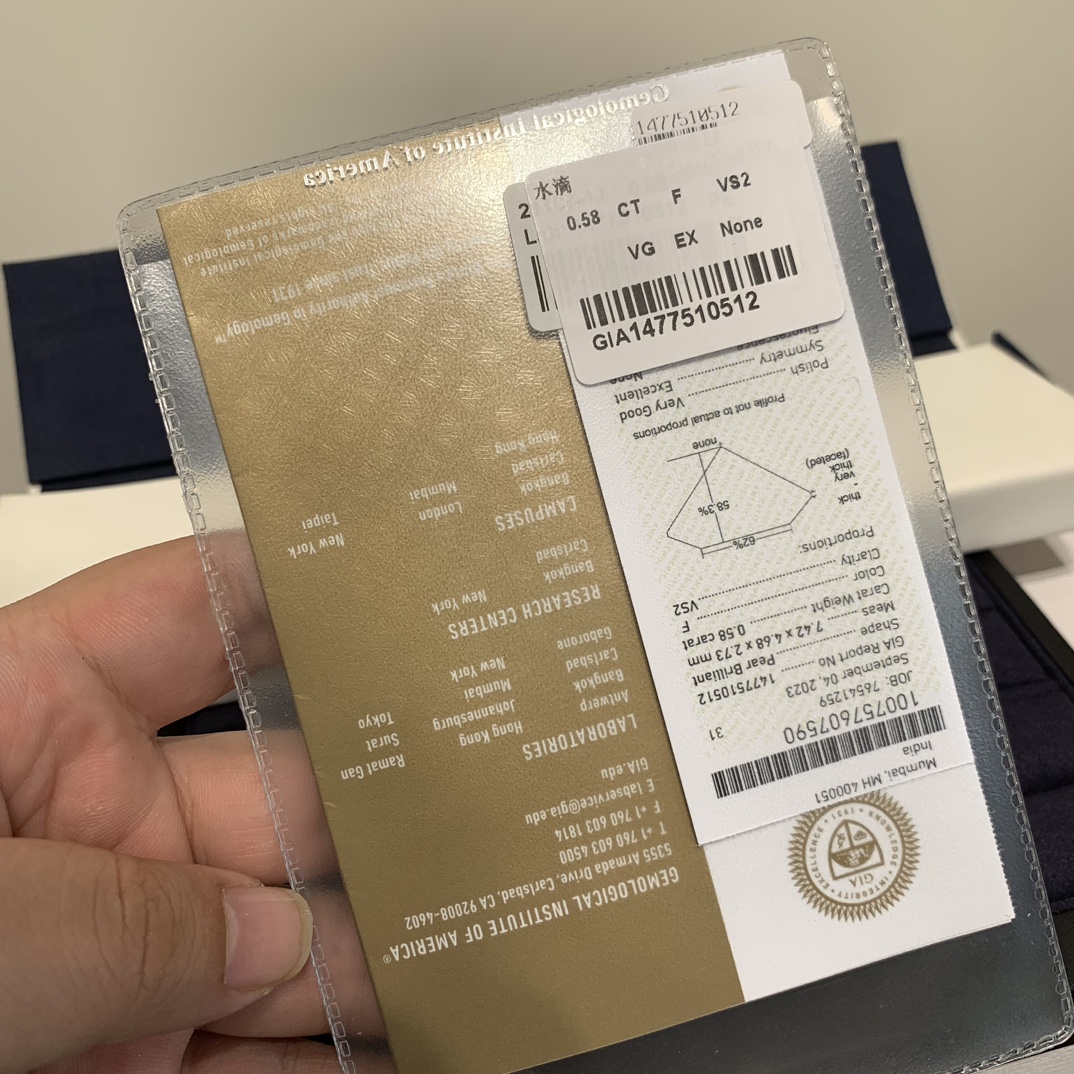 Gemological Institute of America
1477510512
水滴
0.58 CT F VS2
VG EX None
GIA1477510512
2
L
Mumbai, MH 400051
India
100757607590
JOB: 76541259
31
September 04, 2023
GIA Report No ........ 1477510512
Shape ........ Pear Brilliant
Meas ........ 7.42 x 4.68 x 2.73 mm
Carat Weight ........ 0.58 carat
Color ........ F
Clarity ........ VS2
Proportions:
62%
58.3%
thick
-
very
thick
(faceted)
none
Profile not to actual proportions
Polish ........ Very Good
Symmetry ........ Excellent
Fluorescence None
GEMOLOGICAL INSTITUTE OF AMERICA®
5355 Armada Drive, Carlsbad, CA 92008-4602
T +1 760 603 4500
F +1 760 603 1814
E labservice@gia.edu
GIA.edu
LABORATORIES
Antwerp Hong Kong Ramat Gan
Bangkok Johannesburg Surat
Carlsbad Mumbai Tokyo
Gaborone New York
RESEARCH CENTERS
Bangkok New York
Carlsbad
CAMPUSES
Bangkok London New York
Carlsbad Mumbai Taipei
Hong Kong
GIA
EXCELLENCE • 1931 • KNOWLEDGE • INTEGRITY